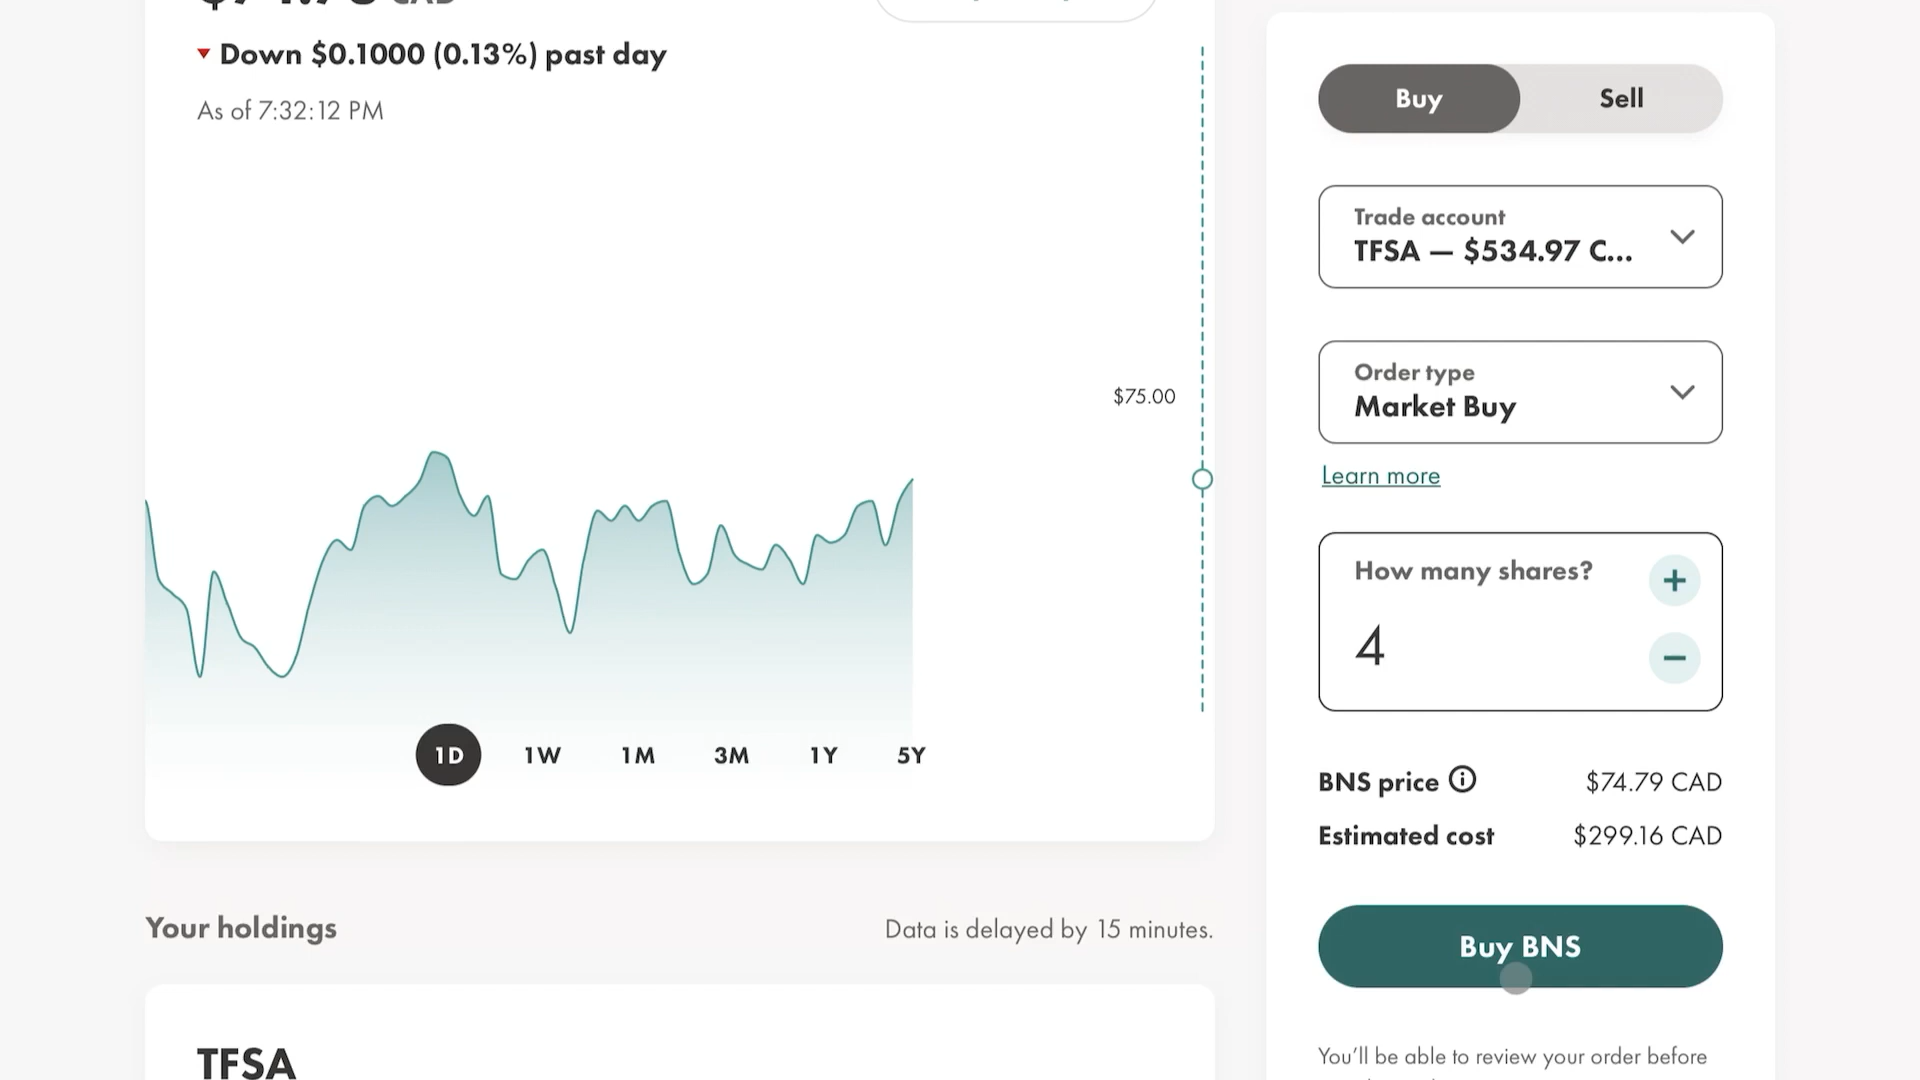 Down $0.1000 (0.13%) past day
As of 7:32:12 PM
$75.00
1D 1W 1M 3M 1Y 5Y
Your holdings
Data is delayed by 15 minutes.
TFSA
Buy
Sell
Trade account
TFSA — $534.97 C...
Order type
Market Buy
Learn more
How many shares?
4
BNS price $74.79 CAD
Estimated cost $299.16 CAD
Buy BNS
You'll be able to review your order before